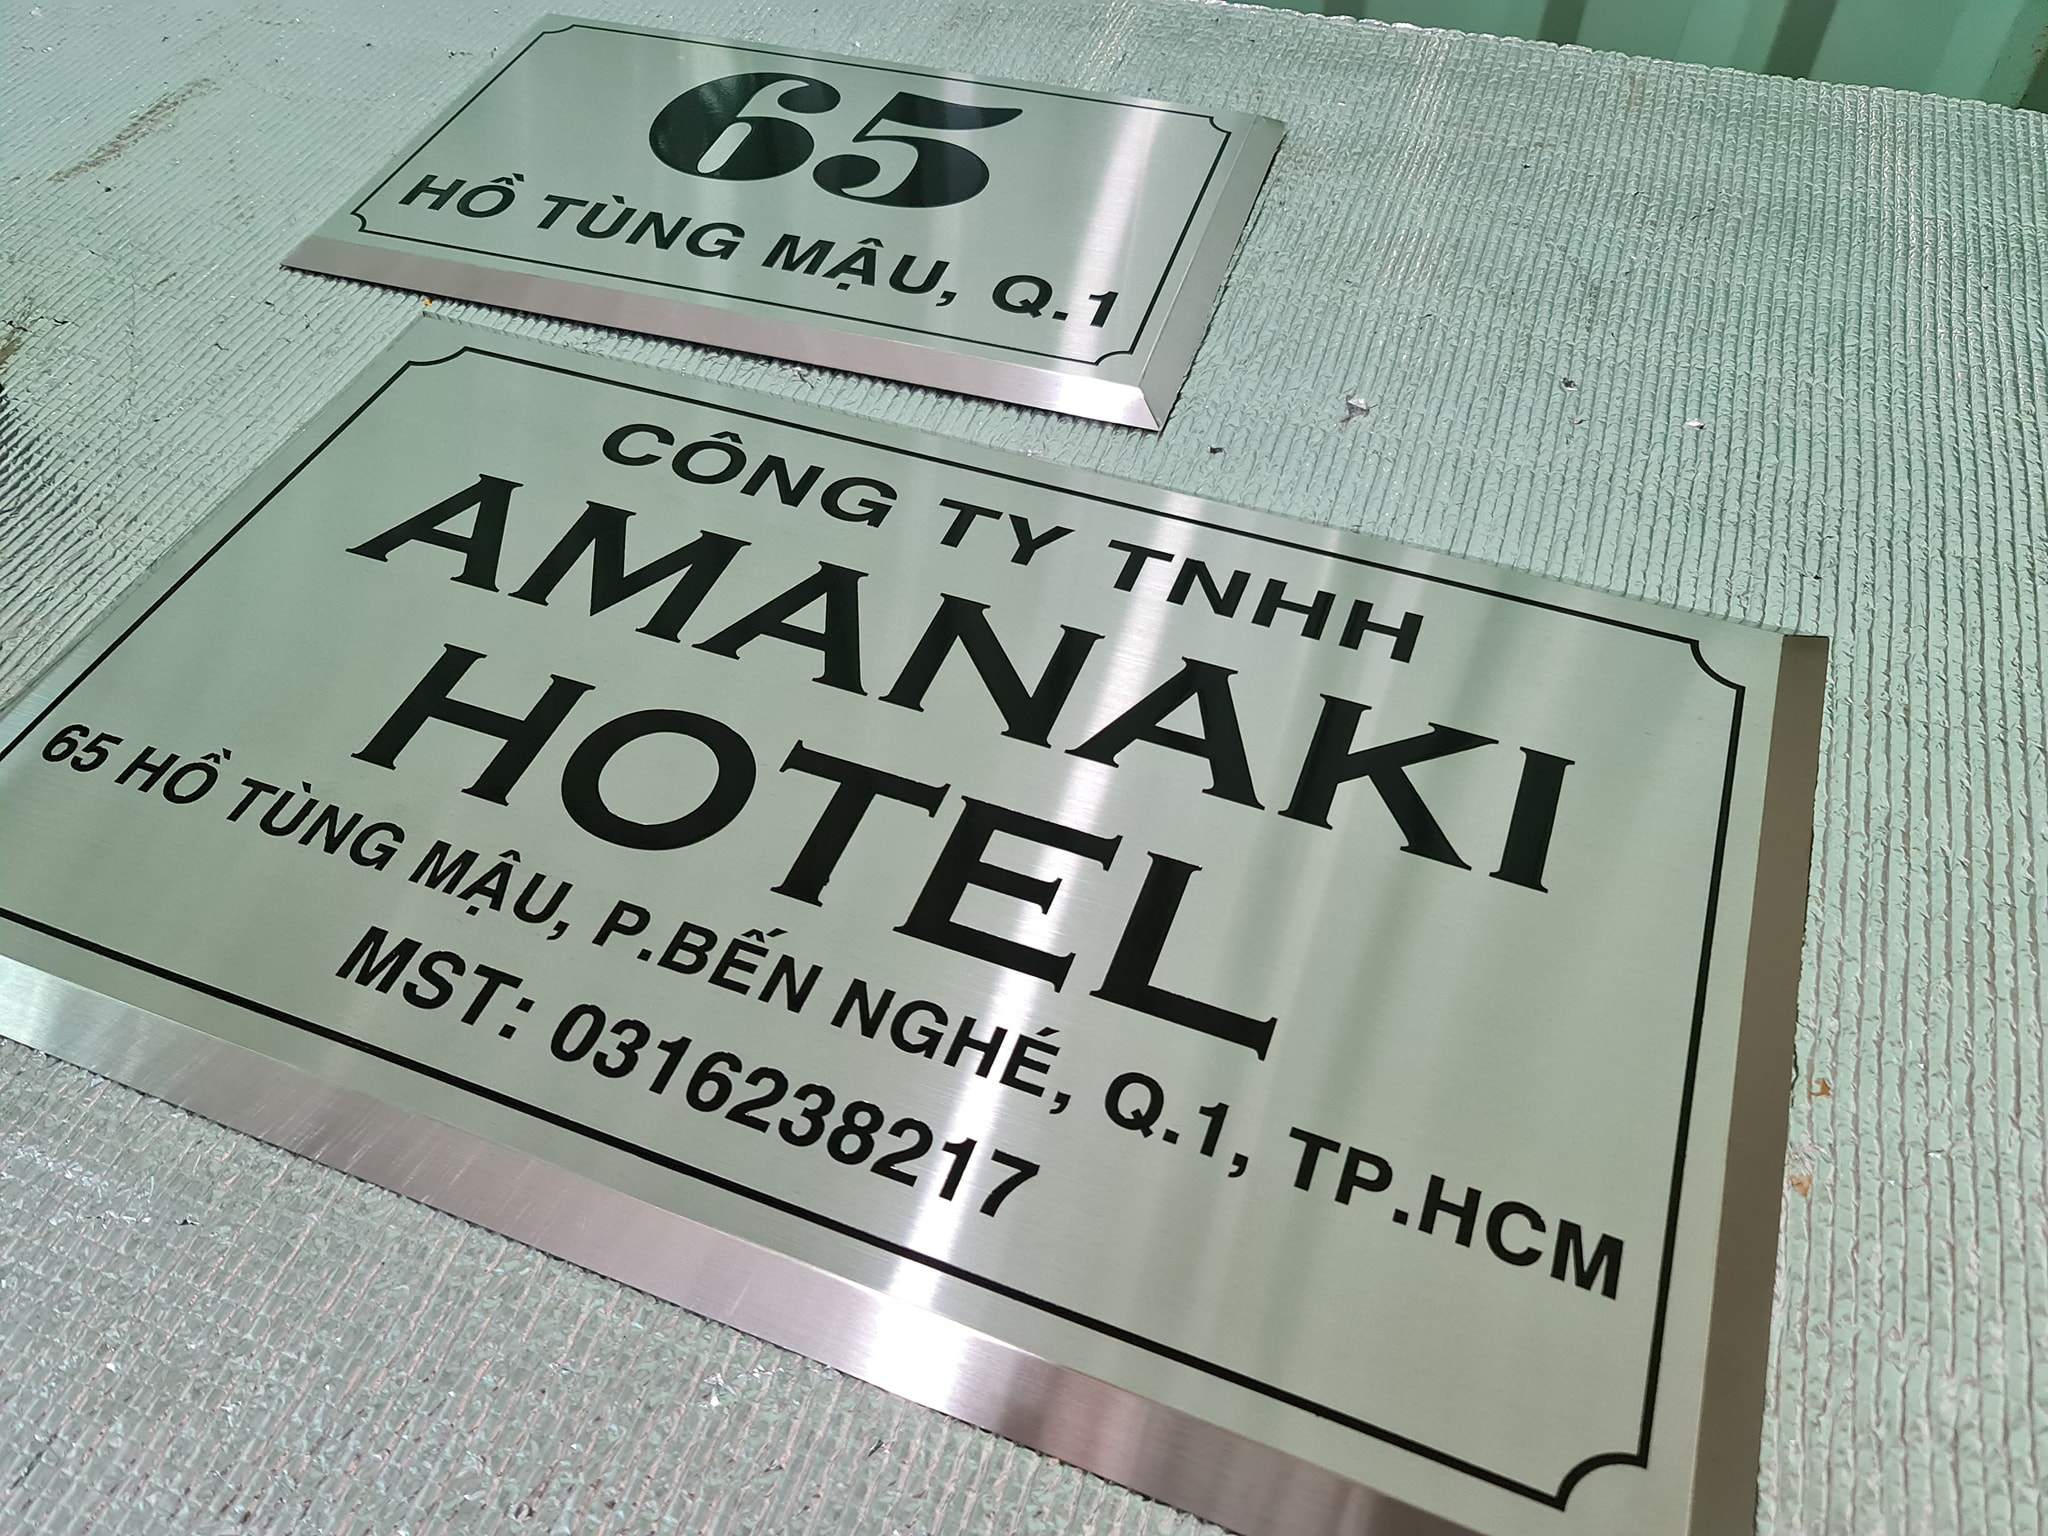 65
HỒ TÙNG MẬU, Q.1
CÔNG TY TNHH
AMANAKI
HOTEL
65 HỒ TÙNG MẬU, P.BẾN NGHÉ, Q.1, TP.HCM
MST: 0316238217